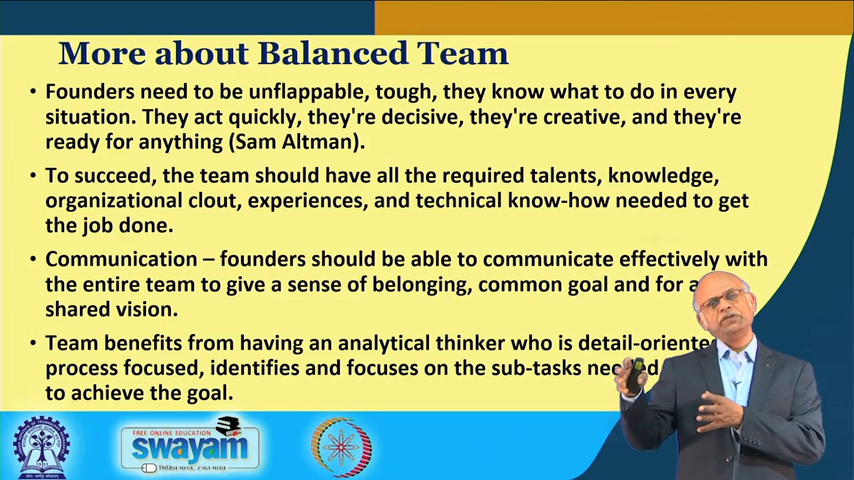 More about Balanced Team
• Founders need to be unflappable, tough, they know what to do in every
situation. They act quickly, they're decisive, they're creative, and they're
ready for anything (Sam Altman).
• To succeed, the team should have all the required talents, knowledge,
organizational clout, experiences, and technical know-how needed to get
the job done.
• Communication – founders should be able to communicate effectively with
the entire team to give a sense of belonging, common goal and for a
shared vision.
• Team benefits from having an analytical thinker who is detail-oriented
process focused, identifies and focuses on the sub-tasks
to achieve the goal.
FREE ONLINE EDUCATION
swayam
शिक्षित भारत, उन्नत भारत